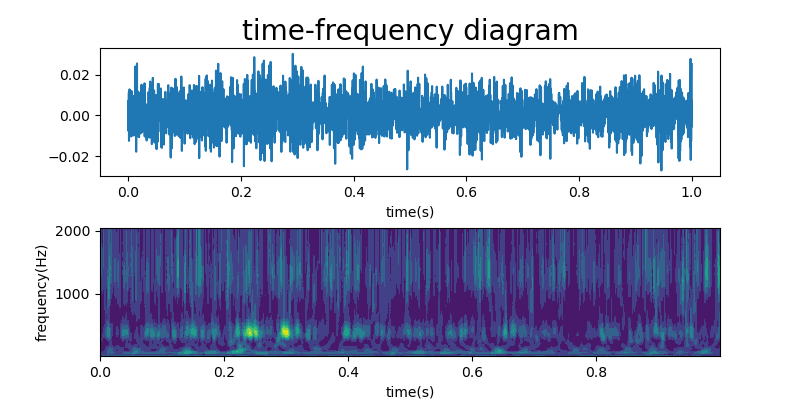 time-frequency diagram
0.02
0.00
−0.02
0.0 0.2 0.4 0.6 0.8 1.0
time(s)
2000
1000
frequency(Hz)
0.0 0.2 0.4 0.6 0.8
time(s)